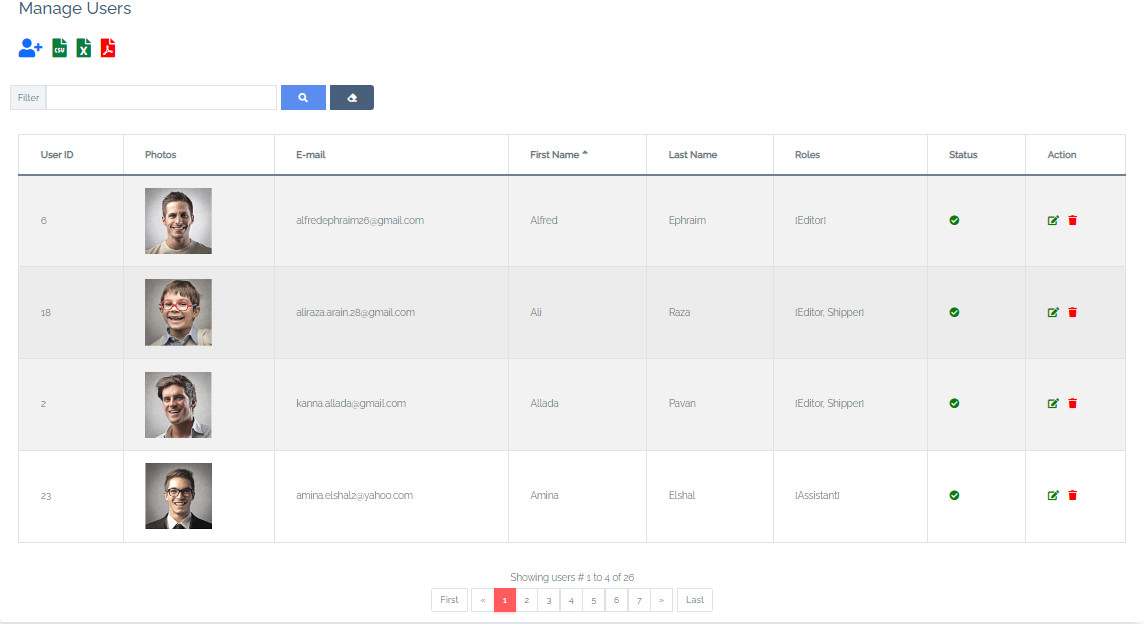 Manage Users
CSV X
Filter
User ID Photos E-mail First Name Last Name Roles Status Action
6 alfredephraim26@gmail.com Alfred Ephraim [Editor]
18 aliraza.arain.28@gmail.com Ali Raza [Editor, Shipper]
2 kanna.allada@gmail.com Allada Pavan [Editor, Shipper]
23 amina.elshal2@yahoo.com Amina Elshal [Assistant]
Showing users # 1 to 4 of 26
First « 1 2 3 4 5 6 7 » Last